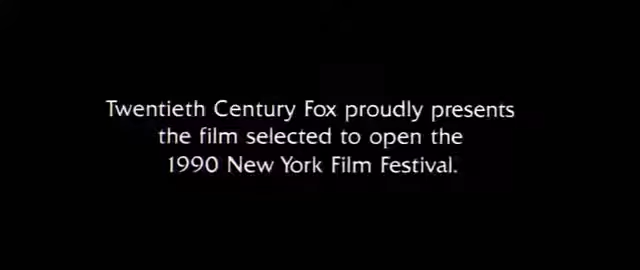 Twentieth Century Fox proudly presents
the film selected to open the
1990 New York Film Festival.